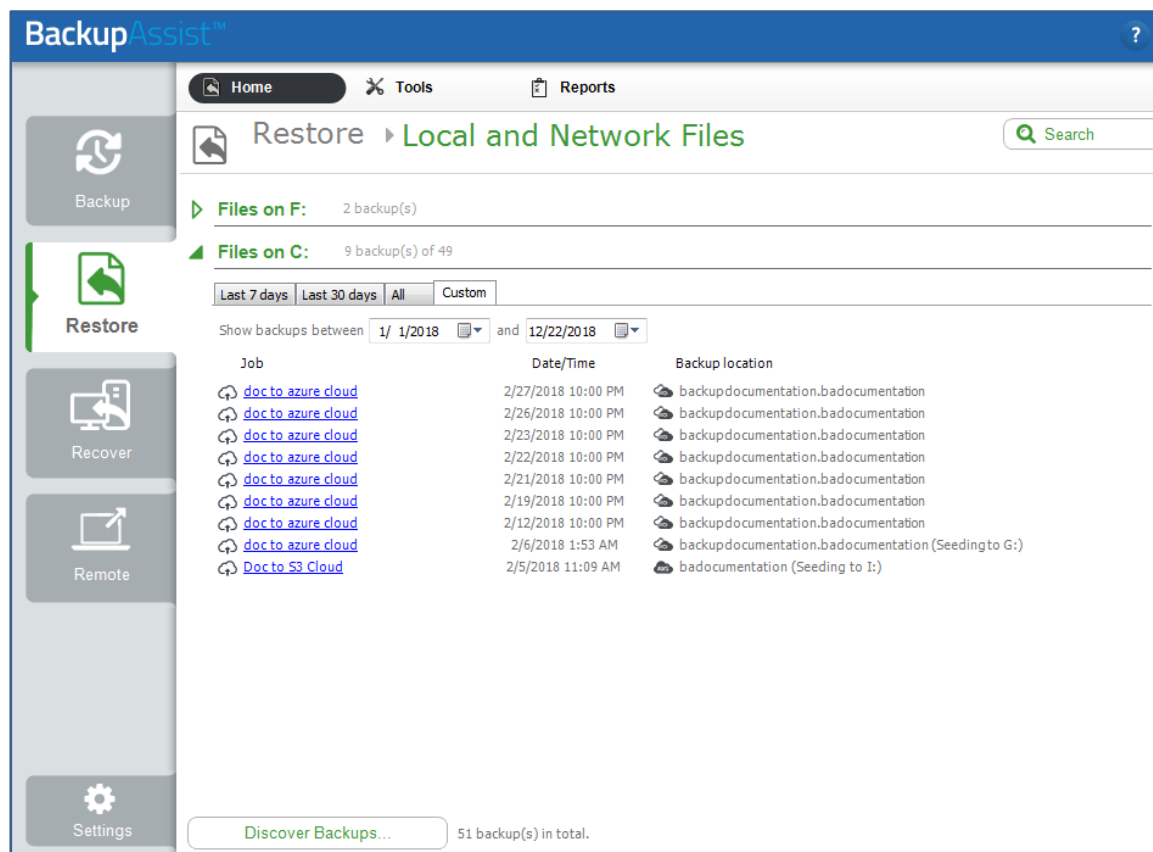 BackupAssist™ ?
Home Tools Reports
Restore Local and Network Files Search
Backup
Files on F: 2 backup(s)
Files on C: 9 backup(s) of 49
Last 7 days Last 30 days All Custom
Restore
Show backups between 1/ 1/2018 and 12/22/2018
Job Date/Time Backup location
doc to azure cloud 2/27/2018 10:00 PM backupdocumentation.badocumentation
doc to azure cloud 2/26/2018 10:00 PM backupdocumentation.badocumentation
doc to azure cloud 2/23/2018 10:00 PM backupdocumentation.badocumentation
Recover
doc to azure cloud 2/22/2018 10:00 PM backupdocumentation.badocumentation
doc to azure cloud 2/21/2018 10:00 PM backupdocumentation.badocumentation
doc to azure cloud 2/19/2018 10:00 PM backupdocumentation.badocumentation
doc to azure cloud 2/12/2018 10:00 PM backupdocumentation.badocumentation
doc to azure cloud 2/6/2018 1:53 AM backupdocumentation.badocumentation (Seeding to G:)
Doc to S3 Cloud 2/5/2018 11:09 AM badocumentation (Seeding to I:)
Remote
Settings
Discover Backups... 51 backup(s) in total.